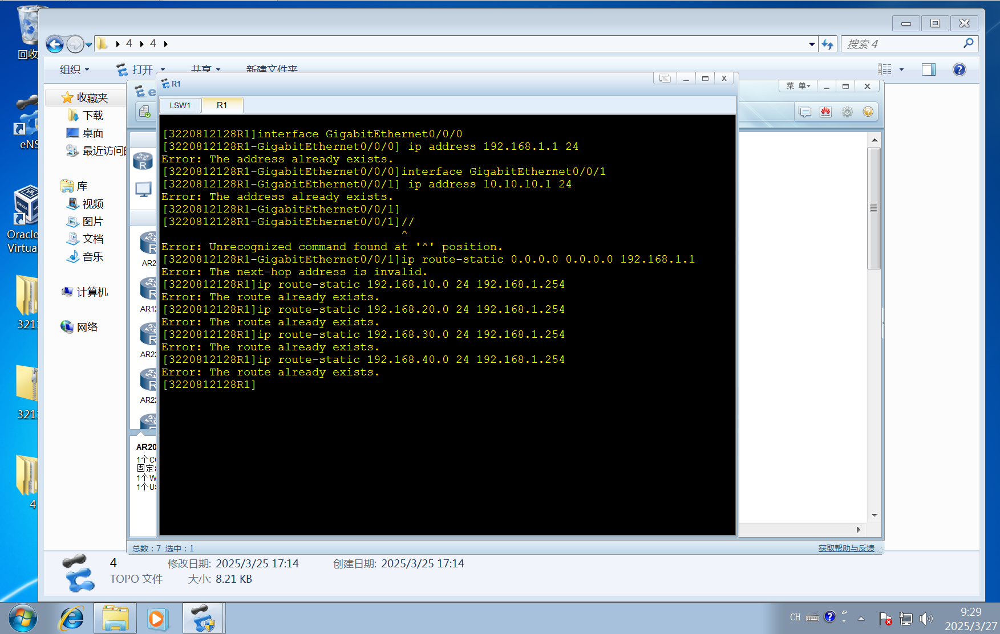 回收
4 4
搜索 4
组织 打开 共享 新建文件夹
R1
LSW1 R1
菜 单
收藏夹
下载
桌面
最近访问的
库
视频
图片
文档
音乐
计算机
网络
eNS
Oracle
Virtua
3211
3211
4
[3220812128R1]interface GigabitEthernet0/0/0
[3220812128R1-GigabitEthernet0/0/0] ip address 192.168.1.1 24
Error: The address already exists.
[3220812128R1-GigabitEthernet0/0/0]interface GigabitEthernet0/0/1
[3220812128R1-GigabitEthernet0/0/1] ip address 10.10.10.1 24
Error: The address already exists.
[3220812128R1-GigabitEthernet0/0/1]
[3220812128R1-GigabitEthernet0/0/1]//
^
Error: Unrecognized command found at '^' position.
[3220812128R1-GigabitEthernet0/0/1]ip route-static 0.0.0.0 0.0.0.0 192.168.1.1
Error: The next-hop address is invalid.
[3220812128R1]ip route-static 192.168.10.0 24 192.168.1.254
Error: The route already exists.
[3220812128R1]ip route-static 192.168.20.0 24 192.168.1.254
Error: The route already exists.
[3220812128R1]ip route-static 192.168.30.0 24 192.168.1.254
Error: The route already exists.
[3220812128R1]ip route-static 192.168.40.0 24 192.168.1.254
Error: The route already exists.
[3220812128R1]
AR2
AR12
AR22
AR22
AR20
1个CO
固定
1个W
1个US
总数：7 选中：1
获取帮助与反馈
4 修改日期: 2025/3/25 17:14 创建日期: 2025/3/25 17:14
TOPO 文件 大小: 8.21 KB
CH
9:29
2025/3/27